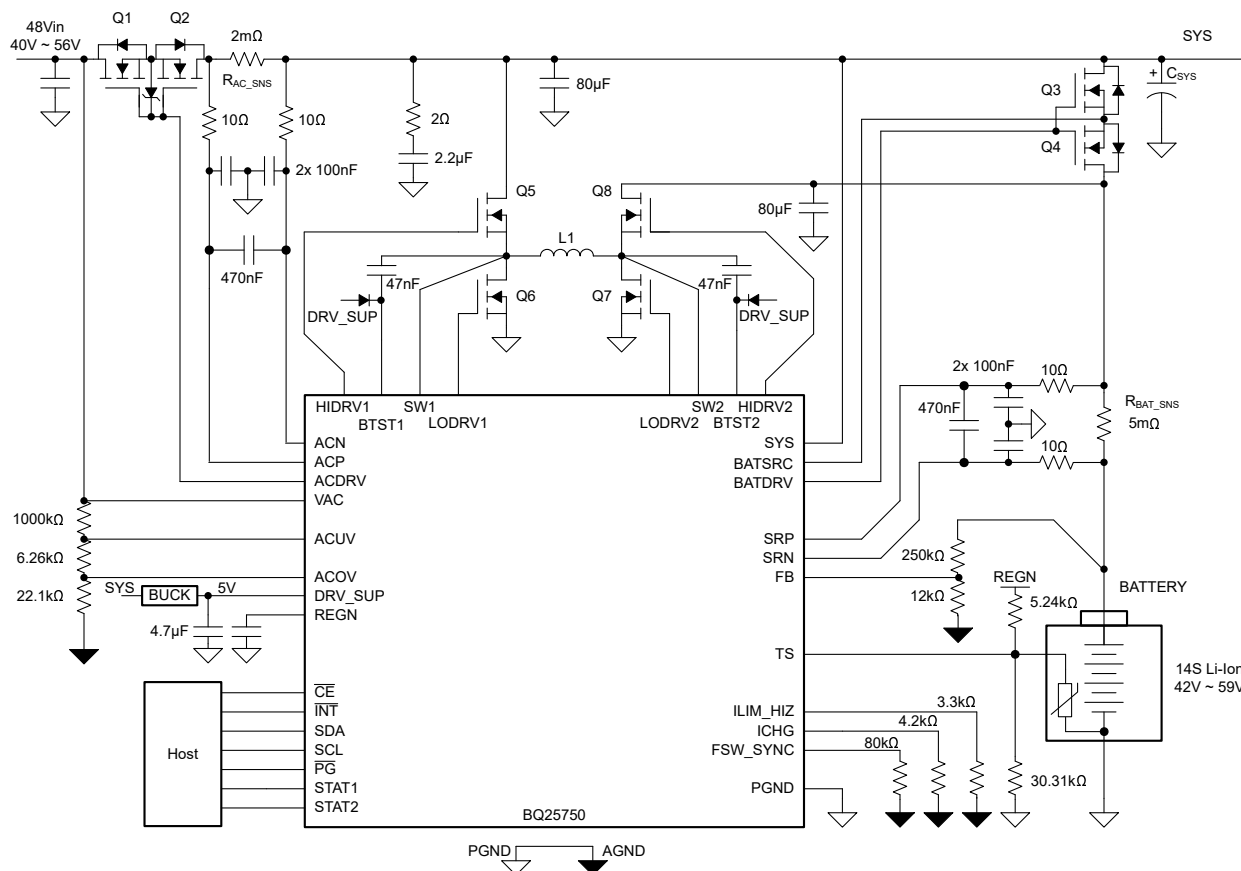 48Vin
40V ~ 56V
Q1
Q2
2mΩ
R_AC_SNS
SYS
80µF
+
C_SYS
Q3
Q4
10Ω
10Ω
2Ω
2.2µF
2x 100nF
470nF
Q5
Q8
80µF
L1
47nF
47nF
Q6
Q7
DRV_SUP
DRV_SUP
HIDRV1
BTST1
SW1
LODRV1
LODRV2
SW2
BTST2
HIDRV2
2x 100nF
10Ω
470nF
R_BAT_SNS
5mΩ
10Ω
ACN
ACP
ACDRV
VAC
ACUV
ACOV
DRV_SUP
REGN
1000kΩ
6.26kΩ
22.1kΩ
SYS
BUCK
5V
4.7µF
SYS
BATSRC
BATDRV
SRP
SRN
FB
TS
250kΩ
12kΩ
REGN
5.24kΩ
BATTERY
14S Li-Ion
42V ~ 59V
Host
CE
INT
SDA
SCL
PG
STAT1
STAT2
ILIM_HIZ
ICHG
FSW_SYNC
PGND
3.3kΩ
4.2kΩ
80kΩ
30.31kΩ
BQ25750
PGND
AGND